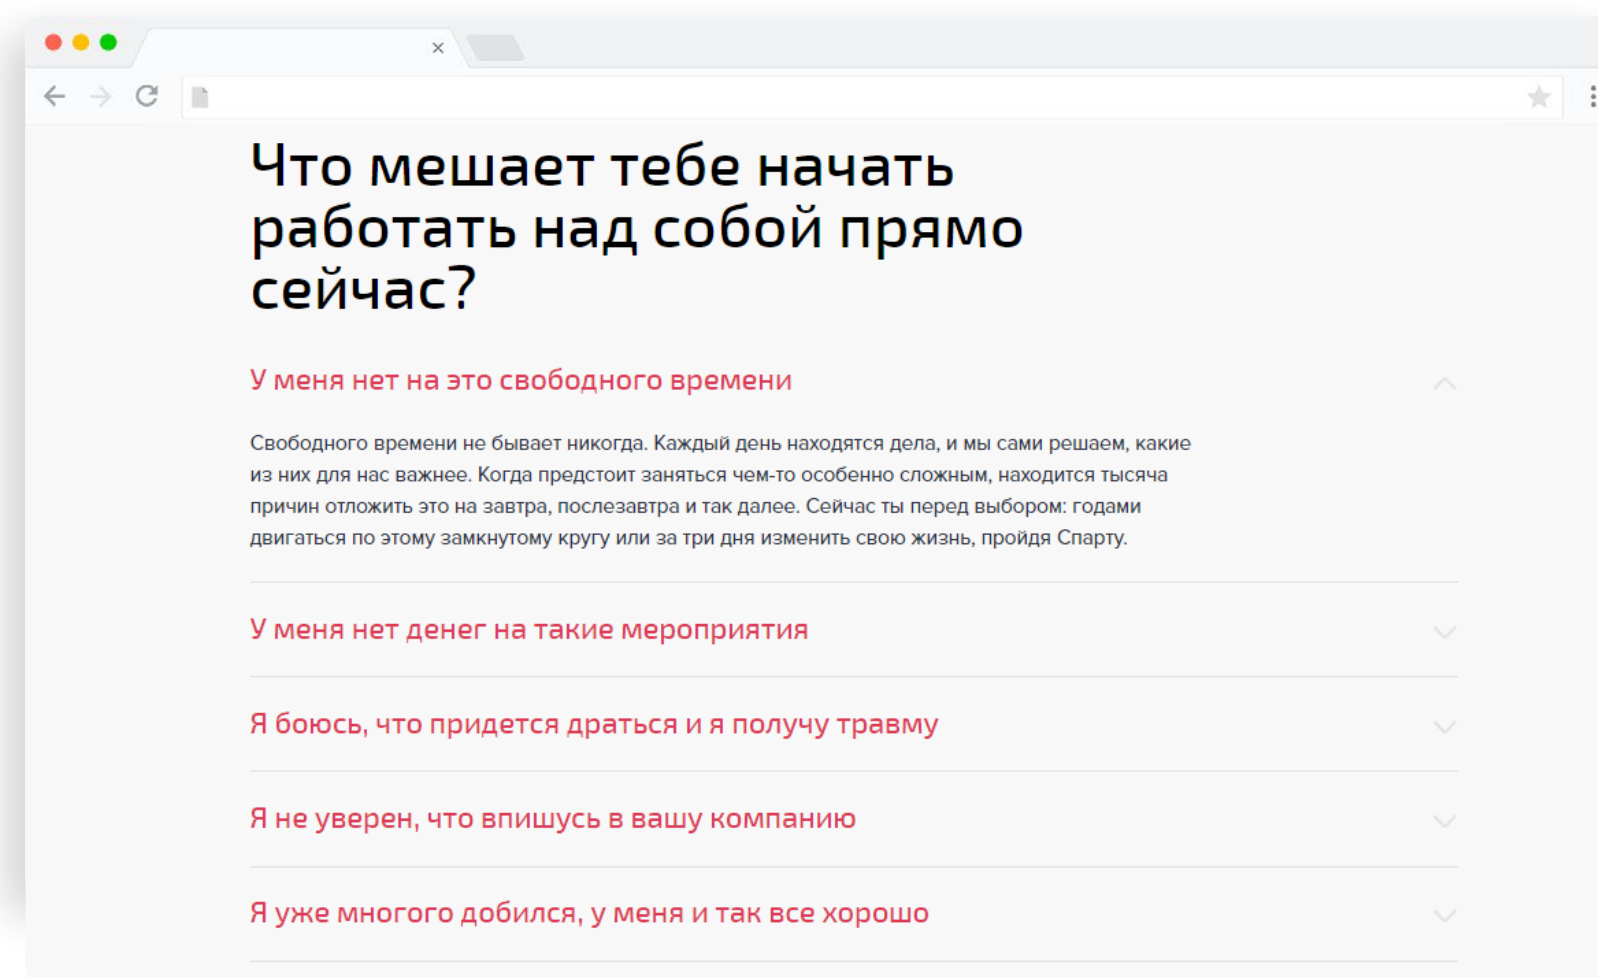 Что мешает тебе начать
работать над собой прямо
сейчас?
У меня нет на это свободного времени
Свободного времени не бывает никогда. Каждый день находятся дела, и мы сами решаем, какие
из них для нас важнее. Когда предстоит заняться чем-то особенно сложным, находится тысяча
причин отложить это на завтра, послезавтра и так далее. Сейчас ты перед выбором: годами
двигаться по этому замкнутому кругу или за три дня изменить свою жизнь, пройдя Спарту.
У меня нет денег на такие мероприятия
Я боюсь, что придется драться и я получу травму
Я не уверен, что впишусь в вашу компанию
Я уже многого добился, у меня и так все хорошо